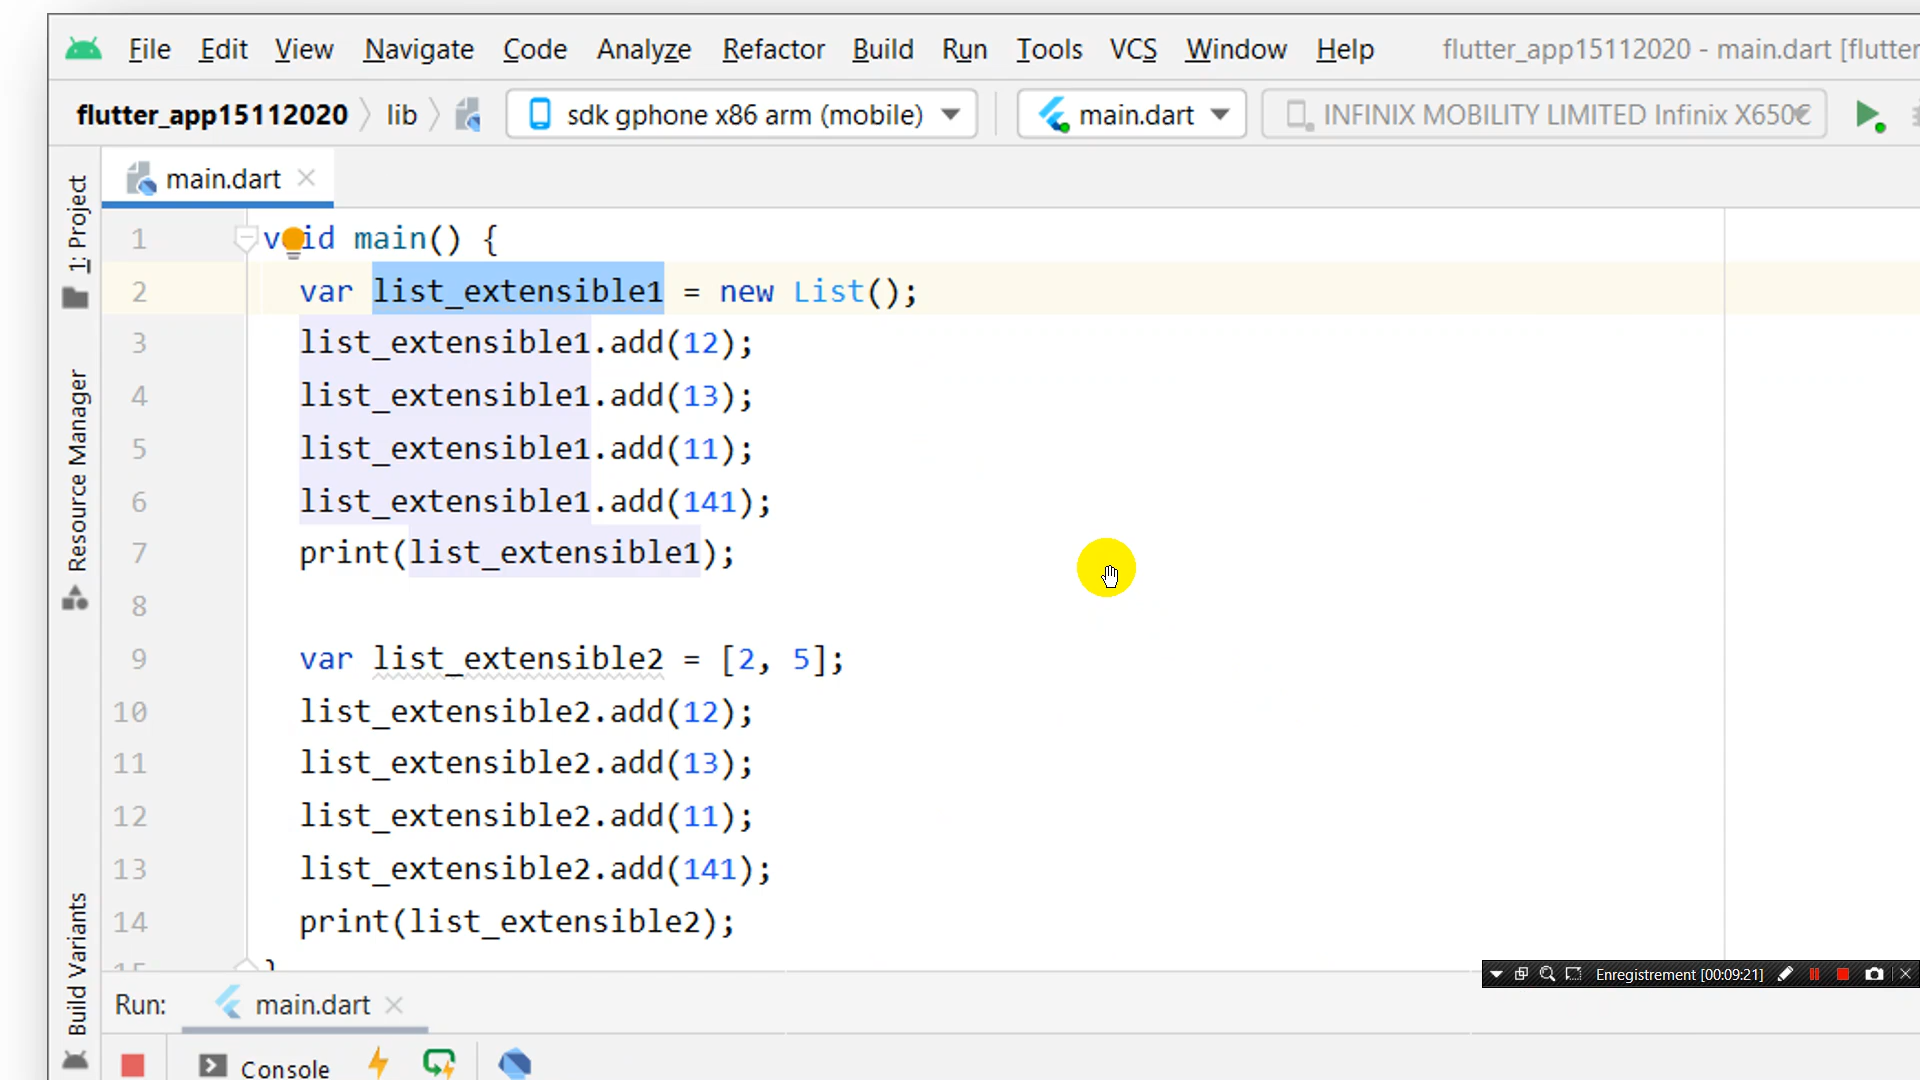 File Edit View Navigate Code Analyze Refactor Build Run Tools VCS Window Help flutter_app15112020 - main.dart [flutter
flutter_app15112020 lib sdk gphone x86 arm (mobile) main.dart INFINIX MOBILITY LIMITED Infinix X650C
main.dart
1: Project
Resource Manager
Build Variants
1 void main() {
2 var list_extensible1 = new List();
3 list_extensible1.add(12);
4 list_extensible1.add(13);
5 list_extensible1.add(11);
6 list_extensible1.add(141);
7 print(list_extensible1);
8
9 var list_extensible2 = [2, 5];
10 list_extensible2.add(12);
11 list_extensible2.add(13);
12 list_extensible2.add(11);
13 list_extensible2.add(141);
14 print(list_extensible2);
15 }
Enregistrement [00:09:21]
Run: main.dart
Console